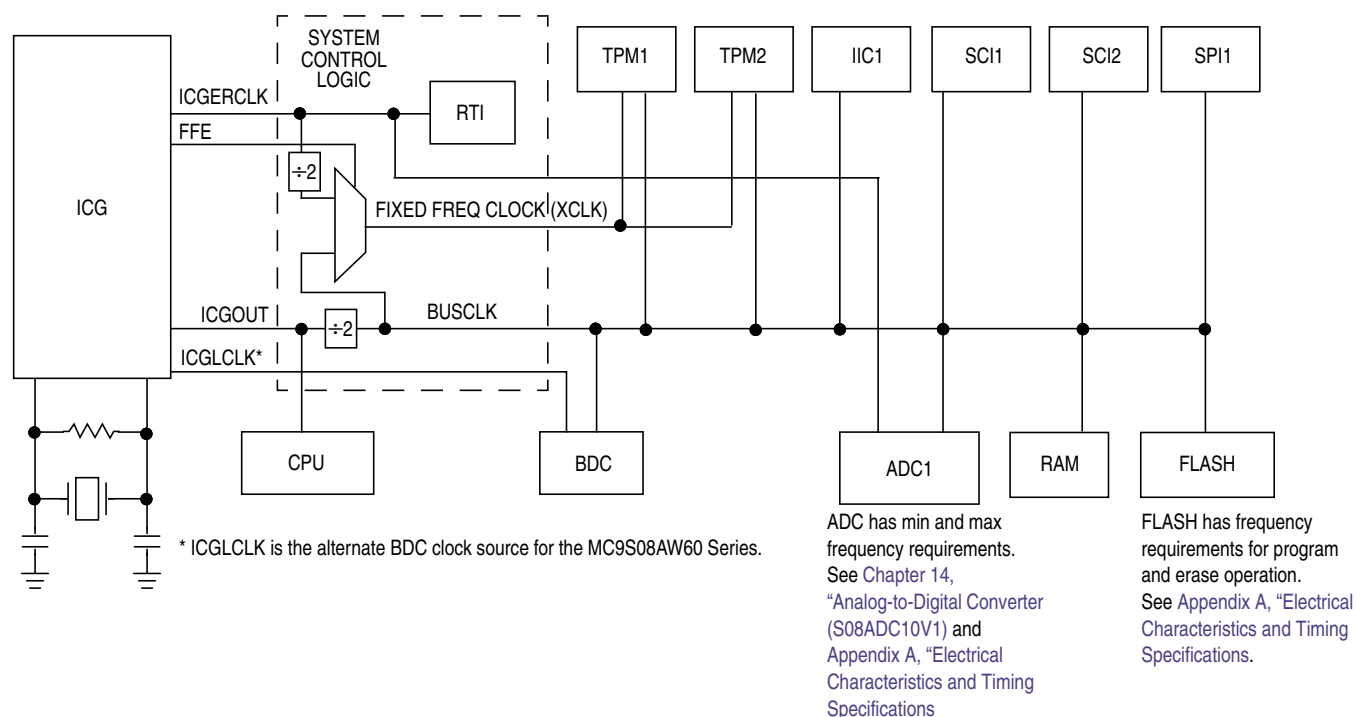 SYSTEM
CONTROL
LOGIC
TPM1
TPM2
IIC1
SCI1
SCI2
SPI1
ICGERCLK
RTI
FFE
÷2
ICG
FIXED FREQ CLOCK (XCLK)
ICGOUT
÷2
BUSCLK
ICGLCLK*
CPU
BDC
ADC1
RAM
FLASH
* ICGLCLK is the alternate BDC clock source for the MC9S08AW60 Series.
ADC has min and max
frequency requirements.
See Chapter 14,
“Analog-to-Digital Converter
(S08ADC10V1) and
Appendix A, “Electrical
Characteristics and Timing
Specifications
FLASH has frequency
requirements for program
and erase operation.
See Appendix A, “Electrical
Characteristics and Timing
Specifications.